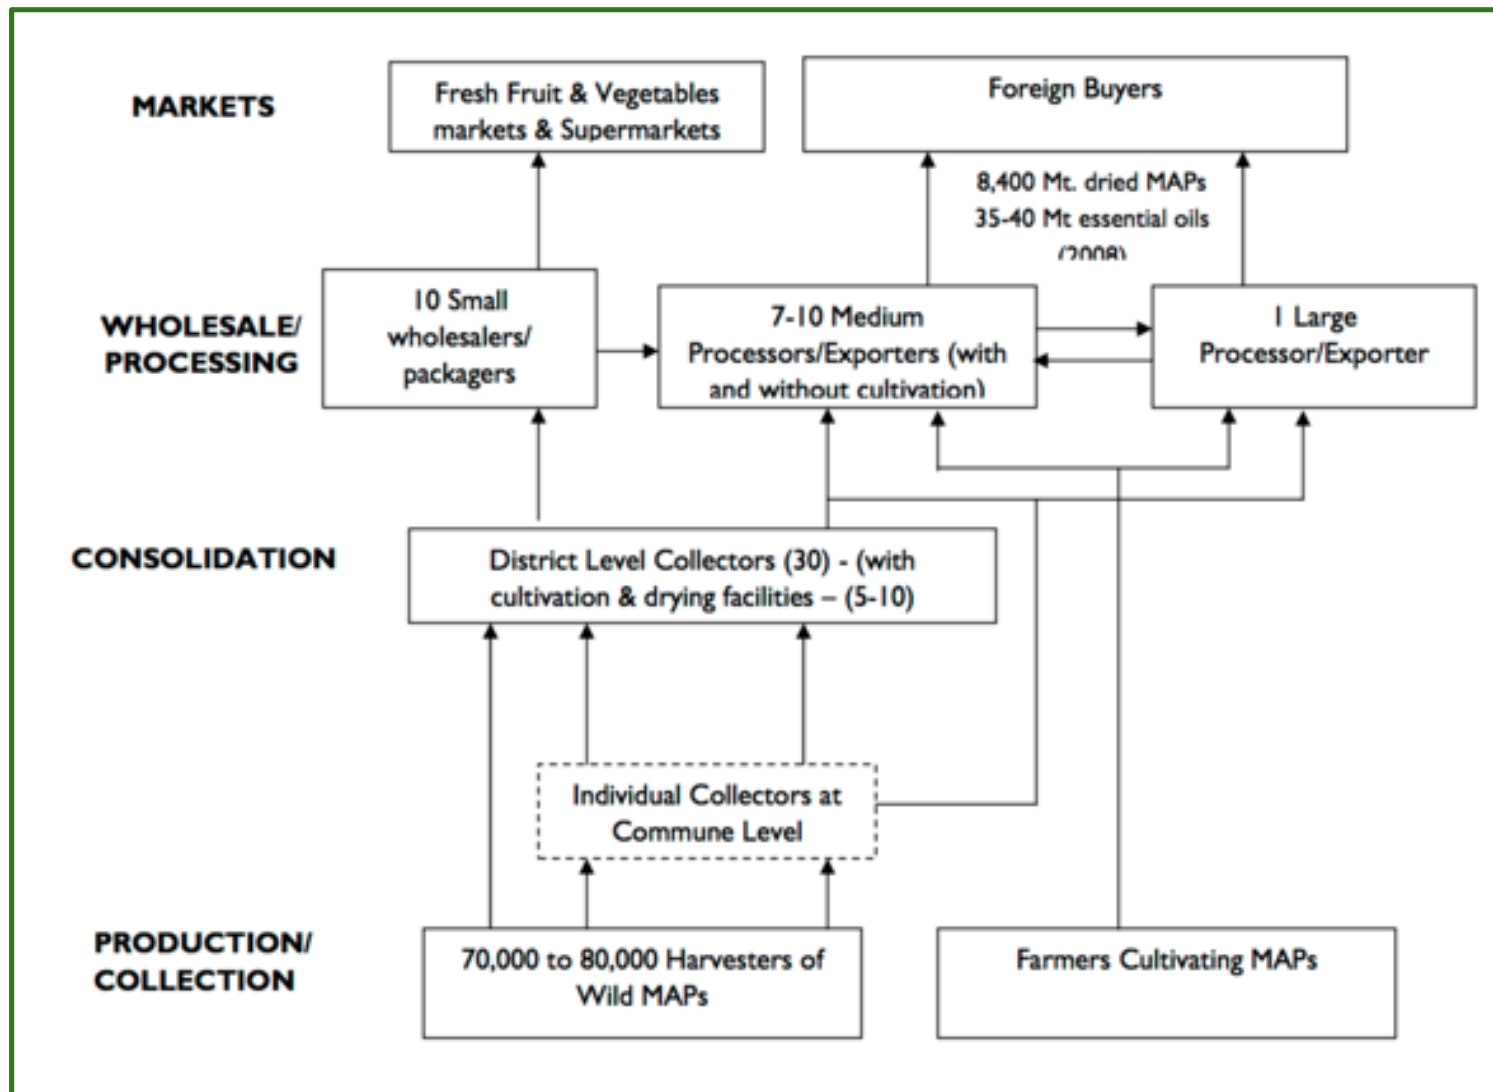 MARKETS
Fresh Fruit & Vegetables
markets & Supermarkets
Foreign Buyers
8,400 Mt. dried MAPs
35-40 Mt essential oils
(2008)
WHOLESALE/
PROCESSING
10 Small
wholesalers/
packagers
7-10 Medium
Processors/Exporters (with
and without cultivation)
1 Large
Processor/Exporter
CONSOLIDATION
District Level Collectors (30) - (with
cultivation & drying facilities – (5-10)
Individual Collectors at
Commune Level
PRODUCTION/
COLLECTION
70,000 to 80,000 Harvesters of
Wild MAPs
Farmers Cultivating MAPs